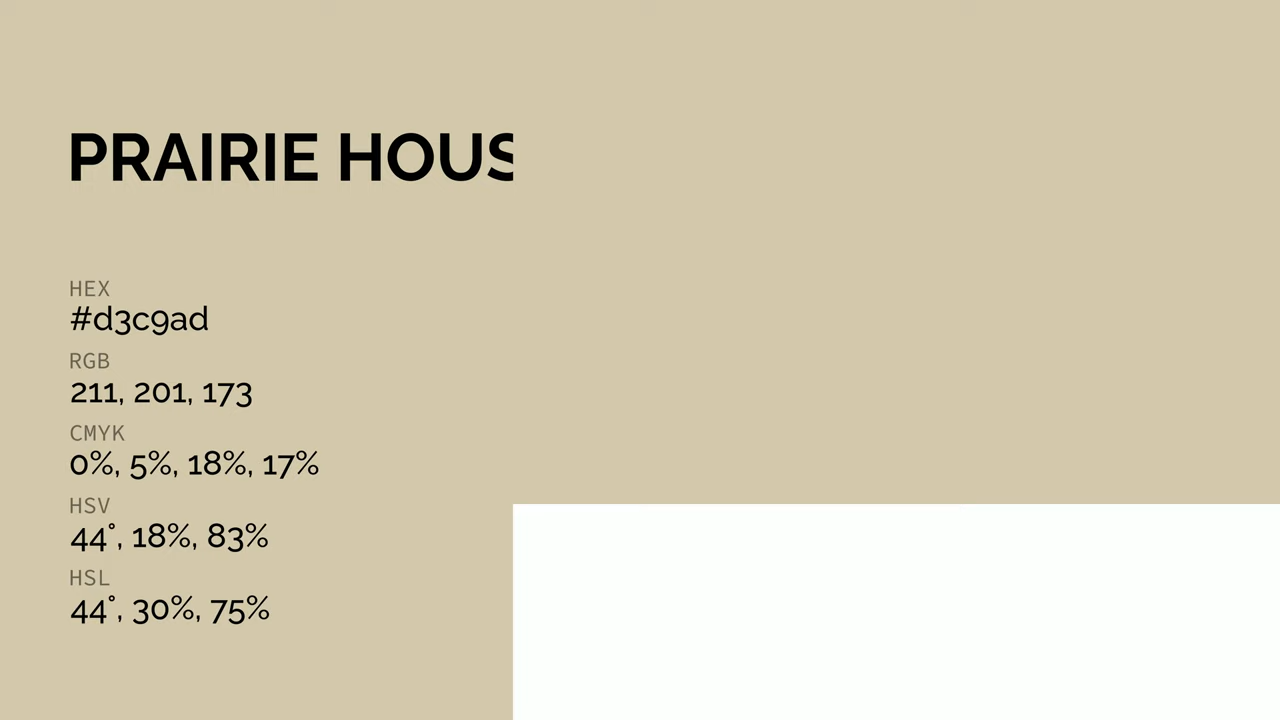 PRAIRIE HOUS
HEX
#d3c9ad
RGB
211, 201, 173
CMYK
0%, 5%, 18%, 17%
HSV
44°, 18%, 83%
HSL
44°, 30%, 75%